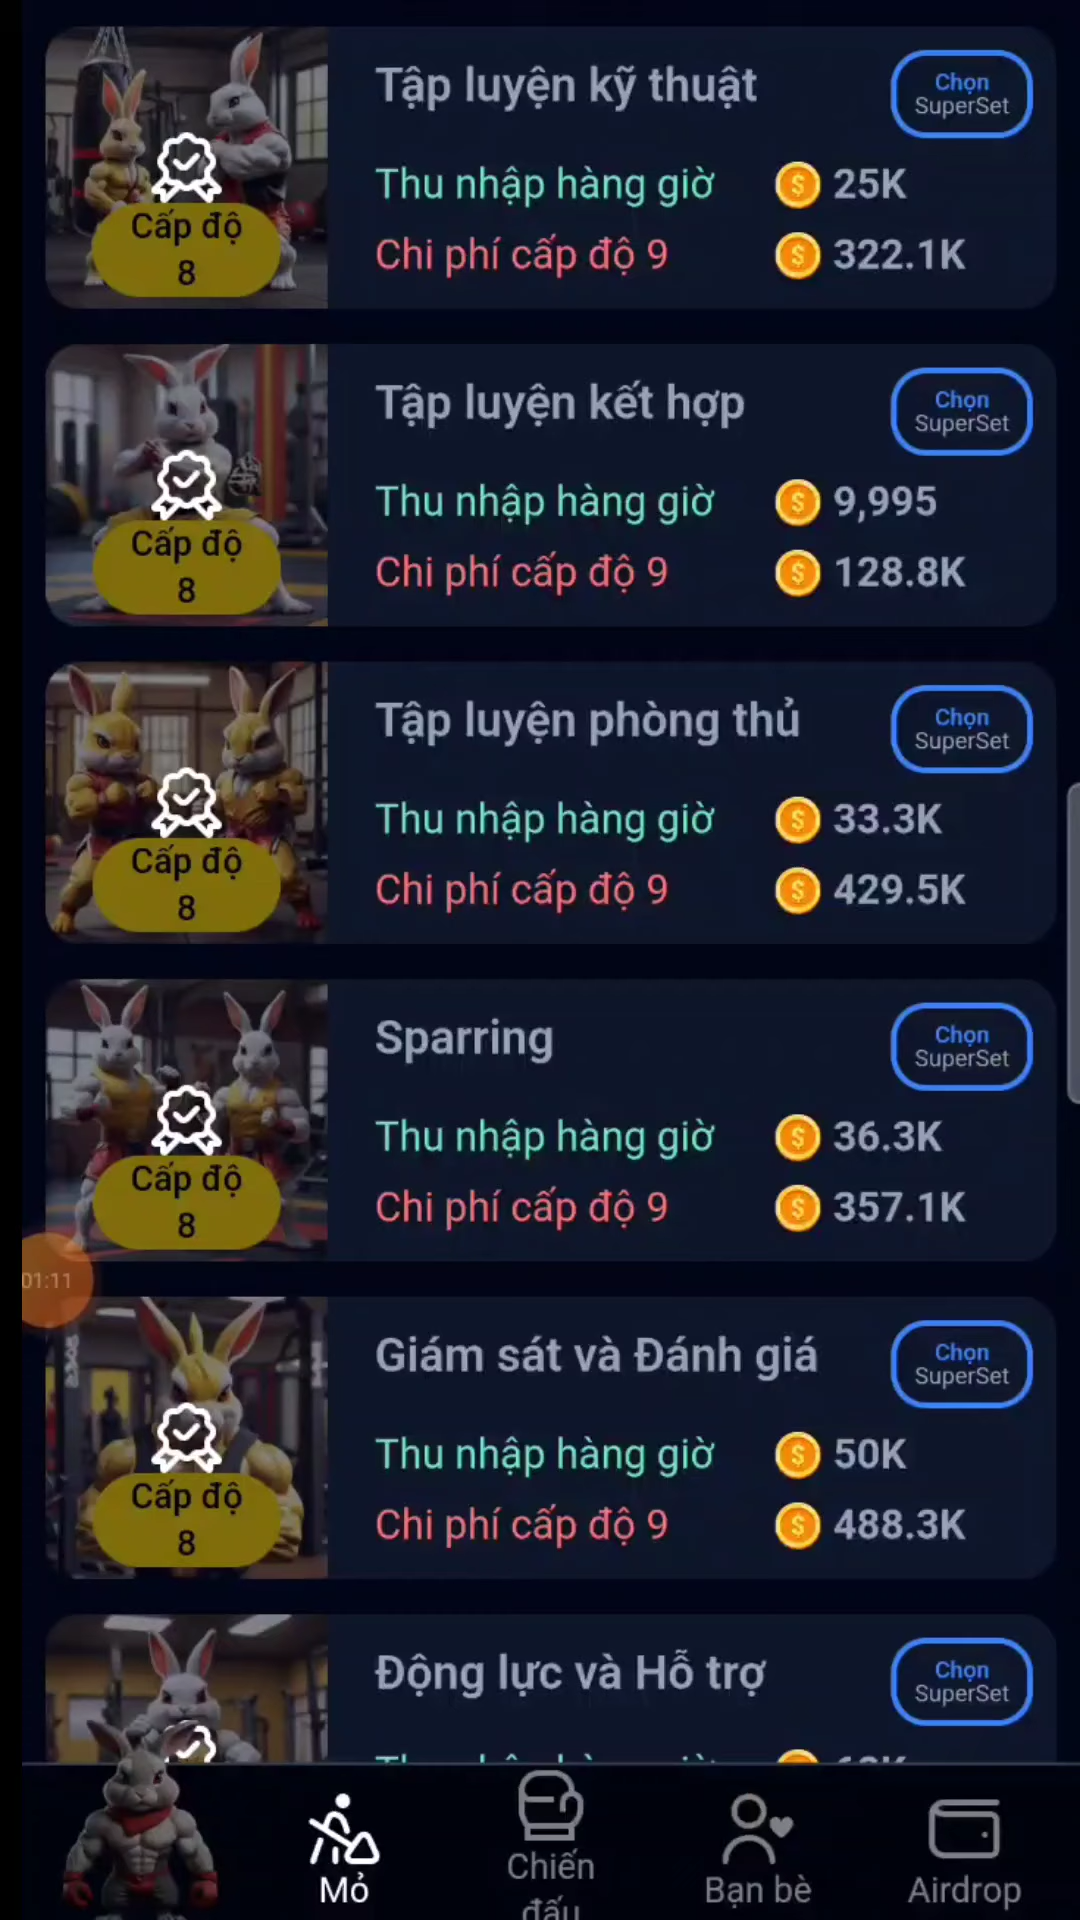 Tập luyện kỹ thuật
Chọn
SuperSet
Thu nhập hàng giờ
25K
Chi phí cấp độ 9
322.1K
Cấp độ
8
Tập luyện kết hợp
Chọn
SuperSet
Thu nhập hàng giờ
9,995
Chi phí cấp độ 9
128.8K
Cấp độ
8
Tập luyện phòng thủ
Chọn
SuperSet
Thu nhập hàng giờ
33.3K
Chi phí cấp độ 9
429.5K
Cấp độ
8
Sparring
Chọn
SuperSet
Thu nhập hàng giờ
36.3K
Chi phí cấp độ 9
357.1K
Cấp độ
8
01:11
Giám sát và Đánh giá
Chọn
SuperSet
Thu nhập hàng giờ
50K
Chi phí cấp độ 9
488.3K
Cấp độ
8
Động lực và Hỗ trợ
Chọn
SuperSet
Mỏ
Chiến
đấu
Bạn bè
Airdrop